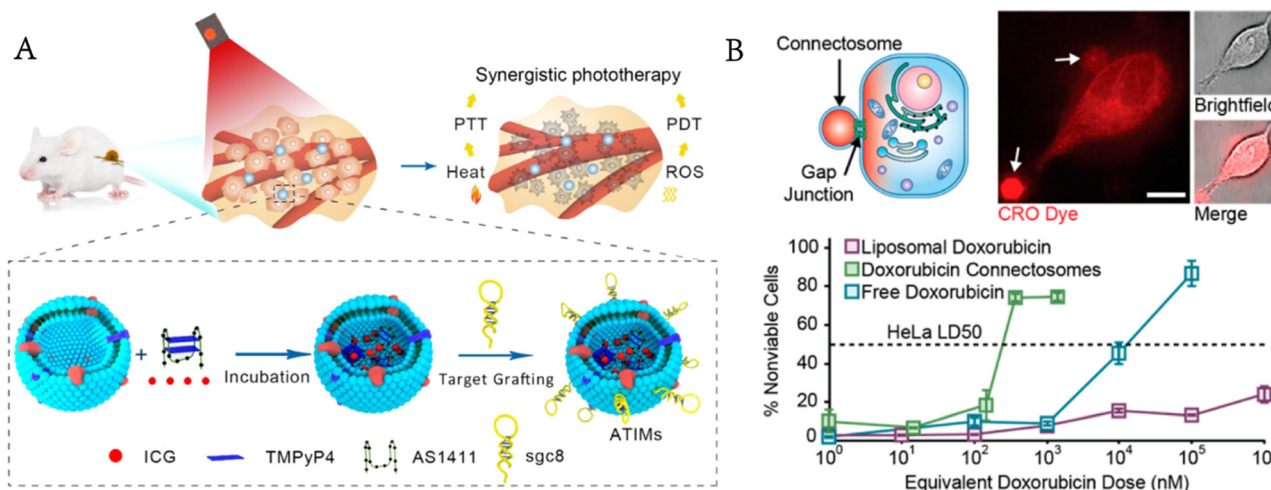 A
Synergistic phototherapy
PTT
PDT
Heat
ROS
+
Incubation
Target Grafting
ATIMs
ICG
TMPyP4
AS1411
sgc8
B
Connectosome
Gap
Junction
CRO Dye
Brightfield
Merge
% Nonviable Cells
100
80
60
40
20
0
Liposomal Doxorubicin
Doxorubicin Connectosomes
Free Doxorubicin
HeLa LD50
10⁰ 10¹ 10² 10³ 10⁴ 10⁵
Equivalent Doxorubicin Dose (nM)